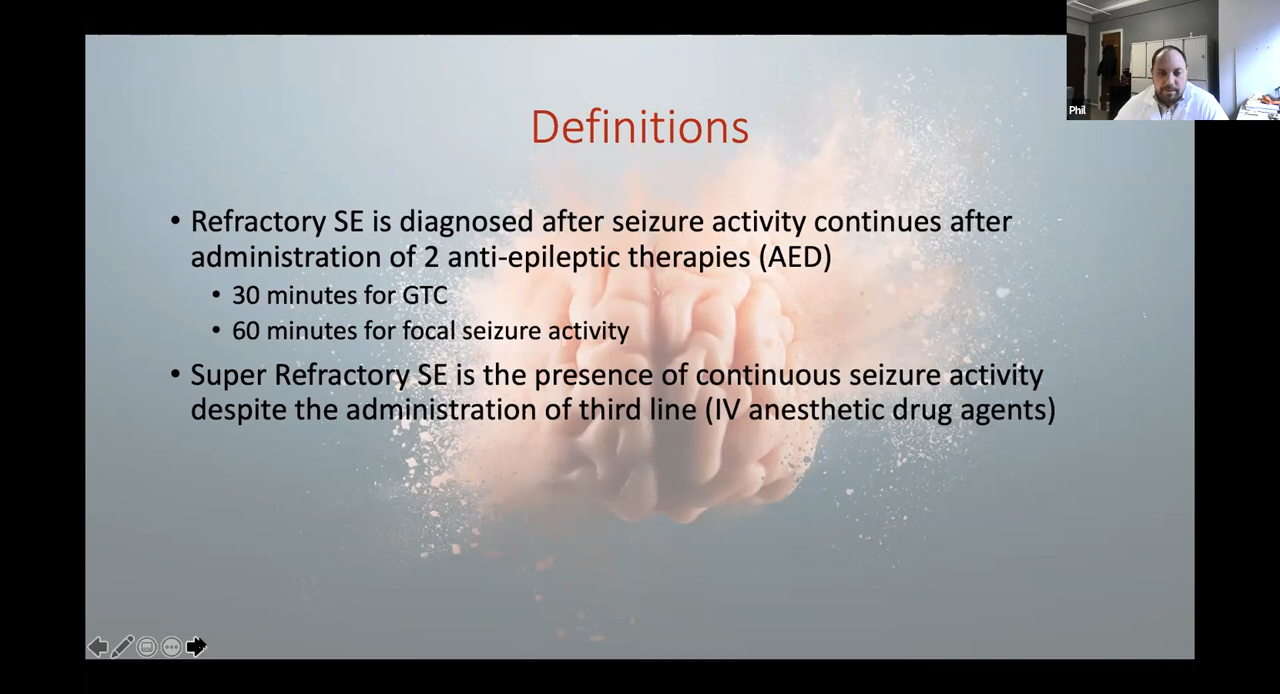 Phil
Definitions
• Refractory SE is diagnosed after seizure activity continues after
administration of 2 anti-epileptic therapies (AED)
• 30 minutes for GTC
• 60 minutes for focal seizure activity
• Super Refractory SE is the presence of continuous seizure activity
despite the administration of third line (IV anesthetic drug agents)